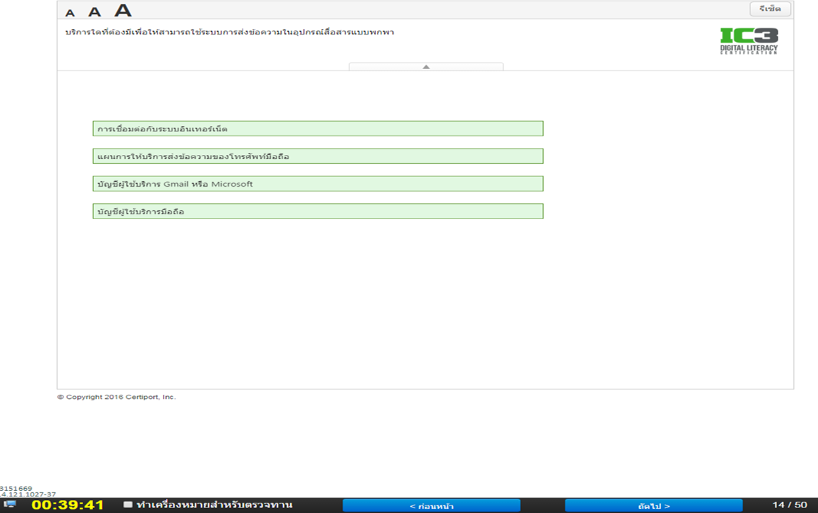 A A A
รีเซ็ต
บริการใดที่ต้องมีเพื่อให้สามารถใช้ระบบการส่งข้อความในอุปกรณ์สื่อสารแบบพกพา
IC3
DIGITAL LITERACY
CERTIFICATION
การเชื่อมต่อกับระบบอินเทอร์เน็ต
แผนการให้บริการส่งข้อความของโทรศัพท์มือถือ
บัญชีผู้ใช้บริการ Gmail หรือ Microsoft
บัญชีผู้ใช้บริการมือถือ
© Copyright 2016 Certiport, Inc.
3151669
.4.121.1027-37
00:39:41
ทำเครื่องหมายสำหรับตรวจทาน
< ก่อนหน้า
ถัดไป >
14 / 50